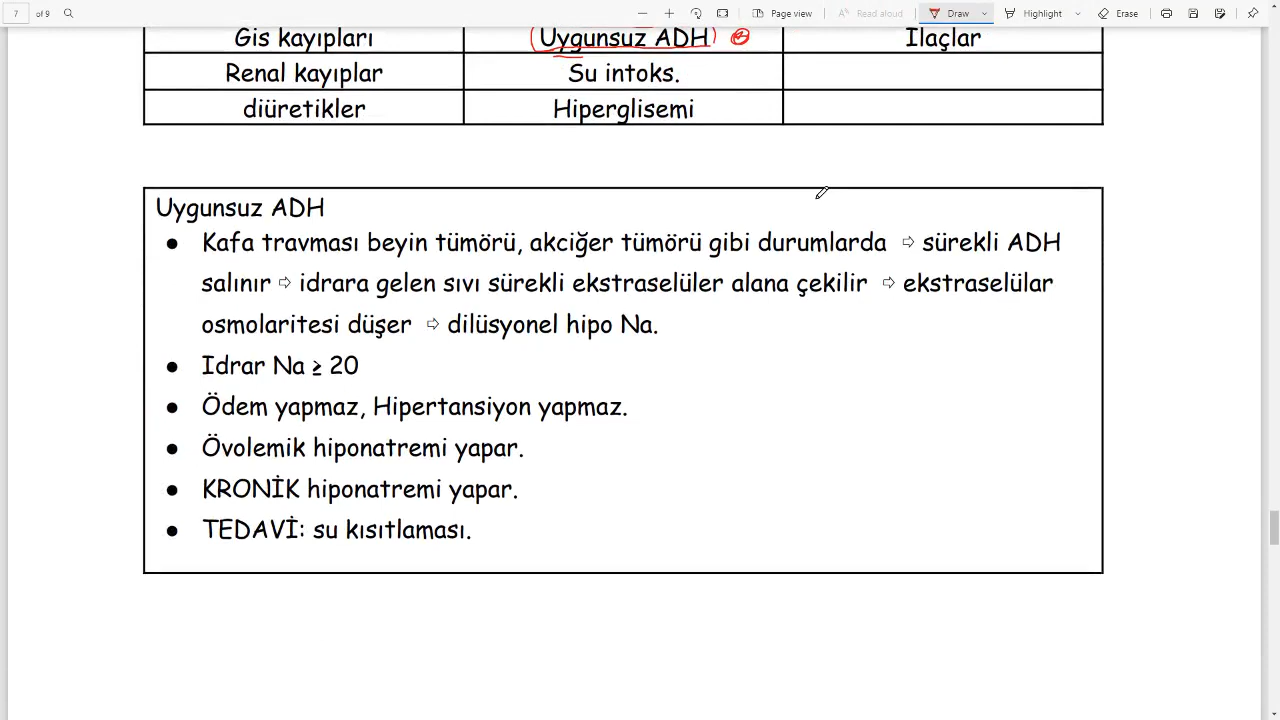 7 of 9 Page view Read aloud Draw Highlight Erase
Gis kayıpları Uygunsuz ADH İlaçlar
Renal kayıplar Su intoks.
diüretikler Hiperglisemi
Uygunsuz ADH
● Kafa travması beyin tümörü, akciğer tümörü gibi durumlarda ⇨ sürekli ADH
salınır ⇨ idrara gelen sıvı sürekli ekstraselüler alana çekilir ⇨ ekstraselülar
osmolaritesi düşer ⇨ dilüsyonel hipo Na.
● Idrar Na ≥ 20
● Ödem yapmaz, Hipertansiyon yapmaz.
● Övolemik hiponatremi yapar.
● KRONİK hiponatremi yapar.
● TEDAVİ: su kısıtlaması.